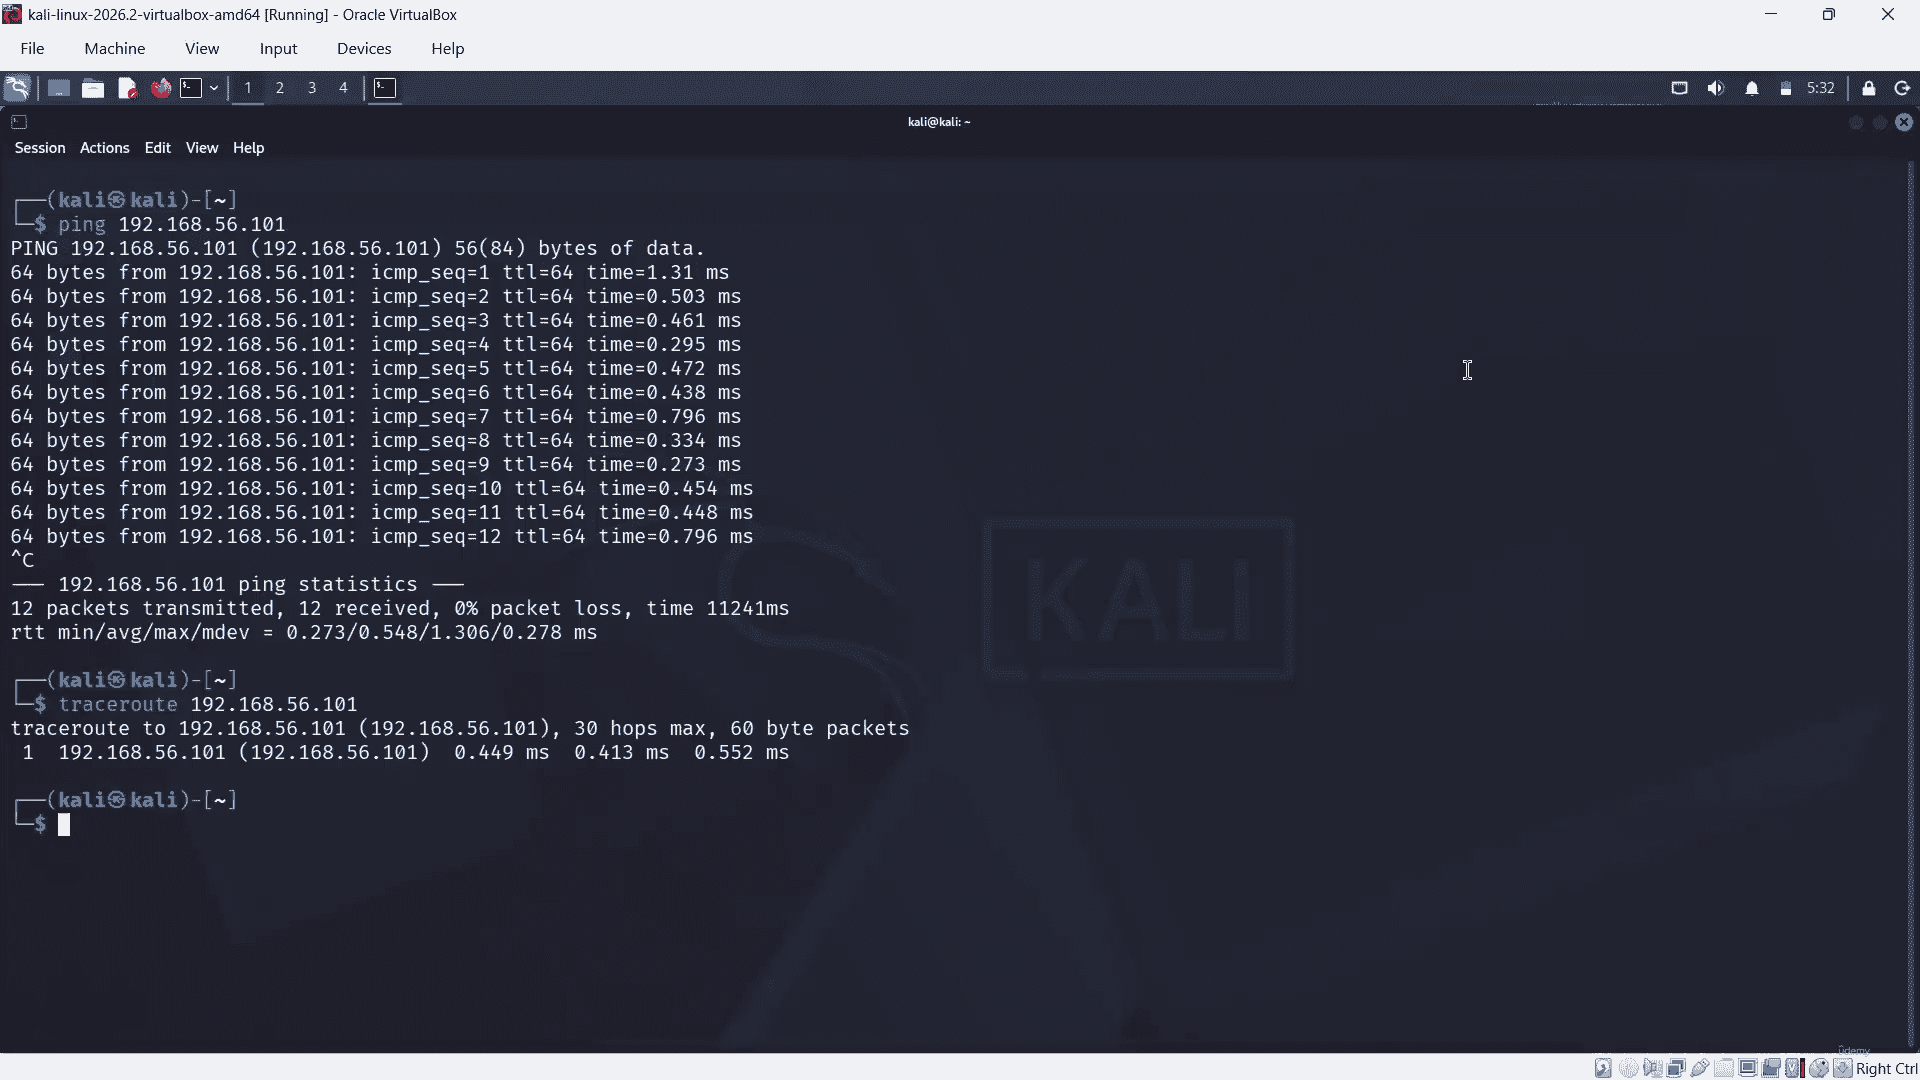 kali-linux-2026.2-virtualbox-amd64 [Running] - Oracle VirtualBox
File Machine View Input Devices Help
1 2 3 4 5:32
kali@kali: ~
Session Actions Edit View Help
┌──(kali㉿kali)-[~]
└─$ ping 192.168.56.101
PING 192.168.56.101 (192.168.56.101) 56(84) bytes of data.
64 bytes from 192.168.56.101: icmp_seq=1 ttl=64 time=1.31 ms
64 bytes from 192.168.56.101: icmp_seq=2 ttl=64 time=0.503 ms
64 bytes from 192.168.56.101: icmp_seq=3 ttl=64 time=0.461 ms
64 bytes from 192.168.56.101: icmp_seq=4 ttl=64 time=0.295 ms
64 bytes from 192.168.56.101: icmp_seq=5 ttl=64 time=0.472 ms
64 bytes from 192.168.56.101: icmp_seq=6 ttl=64 time=0.438 ms
64 bytes from 192.168.56.101: icmp_seq=7 ttl=64 time=0.796 ms
64 bytes from 192.168.56.101: icmp_seq=8 ttl=64 time=0.334 ms
64 bytes from 192.168.56.101: icmp_seq=9 ttl=64 time=0.273 ms
64 bytes from 192.168.56.101: icmp_seq=10 ttl=64 time=0.454 ms
64 bytes from 192.168.56.101: icmp_seq=11 ttl=64 time=0.448 ms
64 bytes from 192.168.56.101: icmp_seq=12 ttl=64 time=0.796 ms
^C
── 192.168.56.101 ping statistics ──
12 packets transmitted, 12 received, 0% packet loss, time 11241ms
rtt min/avg/max/mdev = 0.273/0.548/1.306/0.278 ms
┌──(kali㉿kali)-[~]
└─$ traceroute 192.168.56.101
traceroute to 192.168.56.101 (192.168.56.101), 30 hops max, 60 byte packets
1 192.168.56.101 (192.168.56.101) 0.449 ms 0.413 ms 0.552 ms
┌──(kali㉿kali)-[~]
└─$
KALI
ûdemy
Right Ctrl